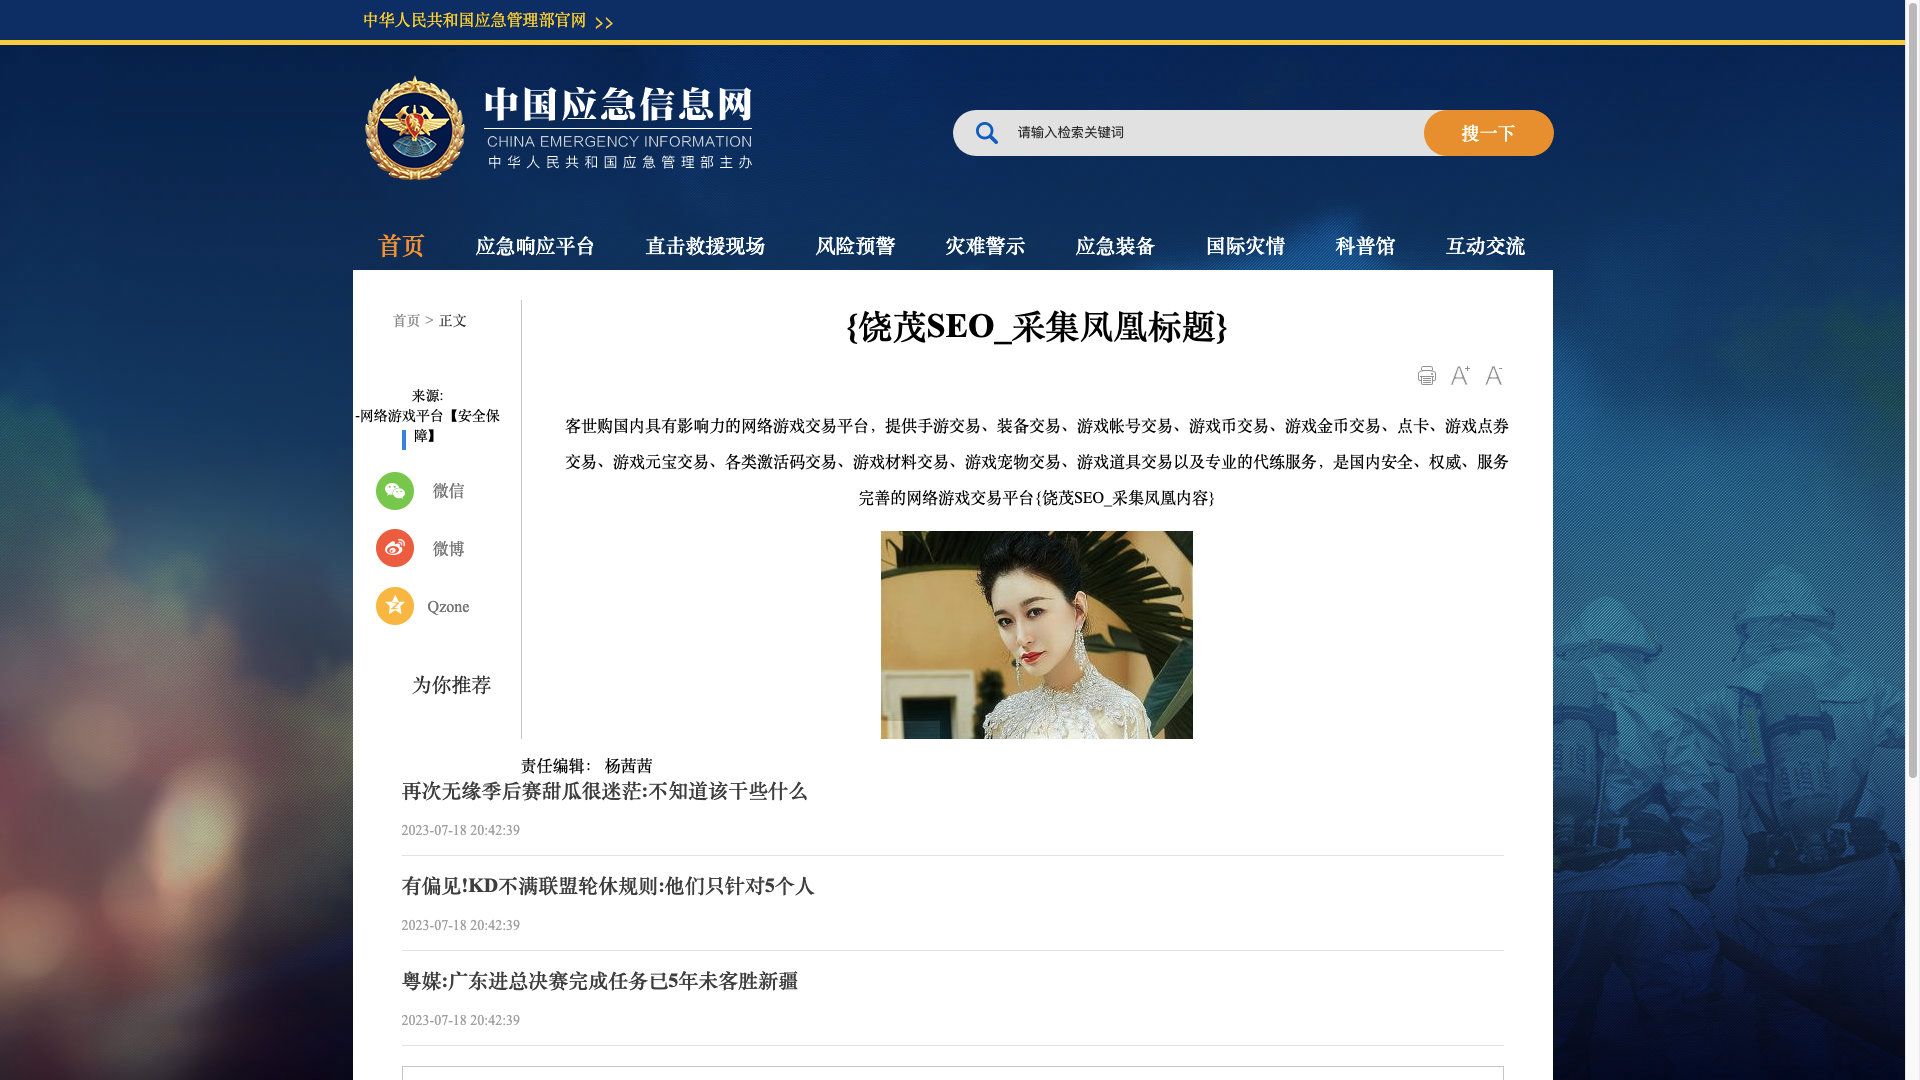 中华人民共和国应急管理部官网 >>
中国应急信息网
CHINA EMERGENCY INFORMATION
中华人民共和国应急管理部主办
请输入检索关键词
搜一下
首页 应急响应平台 直击救援现场 风险预警 灾难警示 应急装备 国际灾情 科普馆 互动交流
首页 > 正文
来源:
-网络游戏平台【安全保
障】
微信
微博
Qzone
为你推荐
{饶茂SEO_采集凤凰标题}
A+ A-
客世购国内具有影响力的网络游戏交易平台，提供手游交易、装备交易、游戏帐号交易、游戏币交易、游戏金币交易、点卡、游戏点券
交易、游戏元宝交易、各类激活码交易、游戏材料交易、游戏宠物交易、游戏道具交易以及专业的代练服务，是国内安全、权威、服务
完善的网络游戏交易平台{饶茂SEO_采集凤凰内容}
责任编辑： 杨茜茜
再次无缘季后赛甜瓜很迷茫:不知道该干些什么
2023-07-18 20:42:39
有偏见!KD不满联盟轮休规则:他们只针对5个人
2023-07-18 20:42:39
粤媒:广东进总决赛完成任务已5年未客胜新疆
2023-07-18 20:42:39